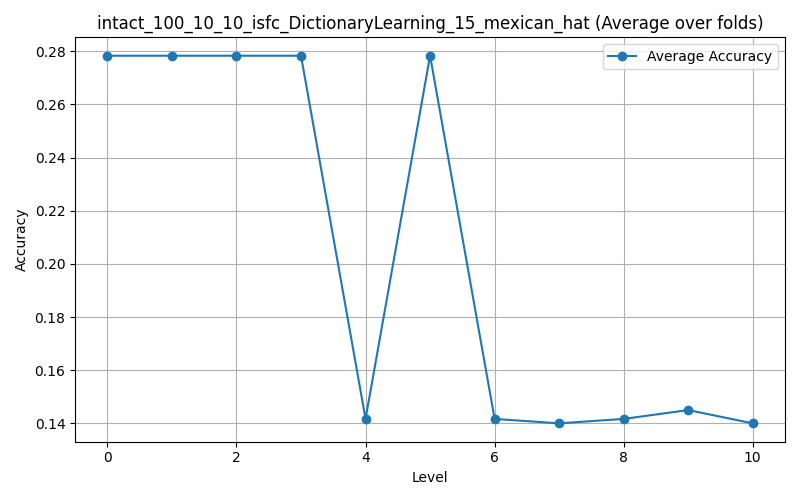 intact_100_10_10_isfc_DictionaryLearning_15_mexican_hat (Average over folds)
Average Accuracy
0.28
0.26
0.24
0.22
0.20
0.18
0.16
0.14
Accuracy
0 2 4 6 8 10
Level